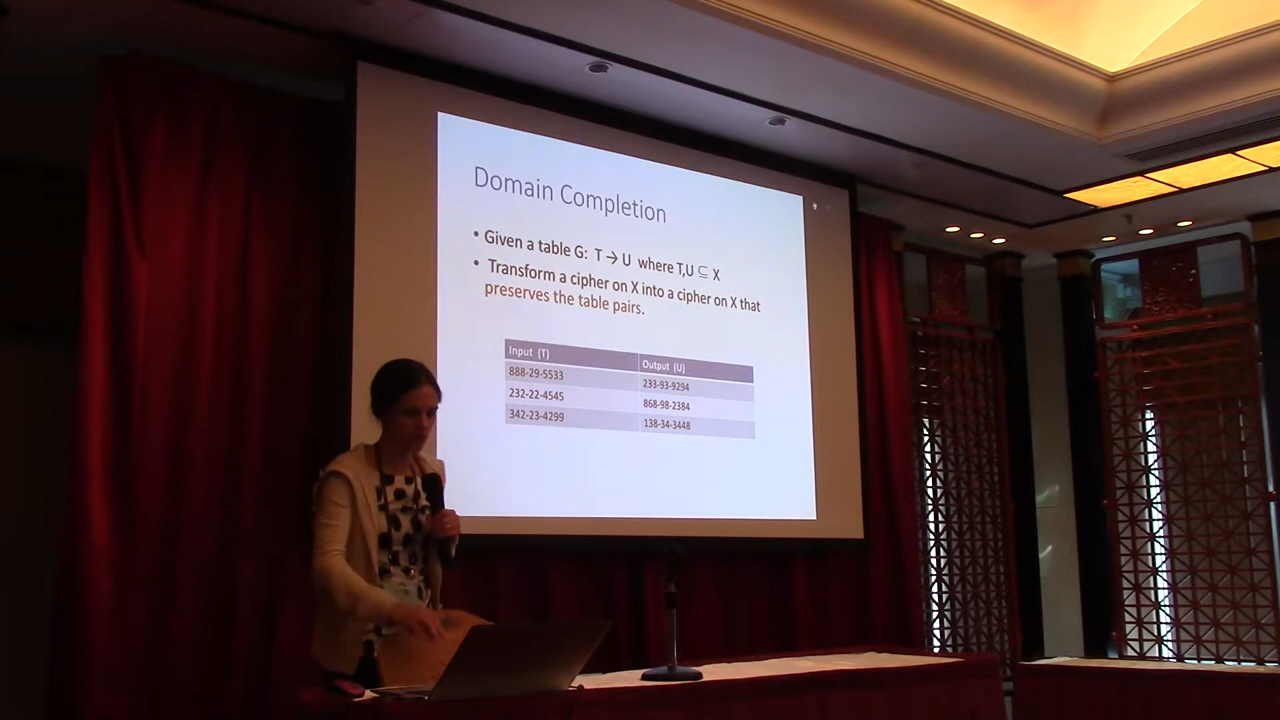 Domain Completion
• Given a table G: T → U where T,U ⊆ X
• Transform a cipher on X into a cipher on X that
preserves the table pairs.
Input (T) Output (U)
888-29-5533 233-93-9294
232-22-4545 868-98-2384
342-23-4299 138-34-3448